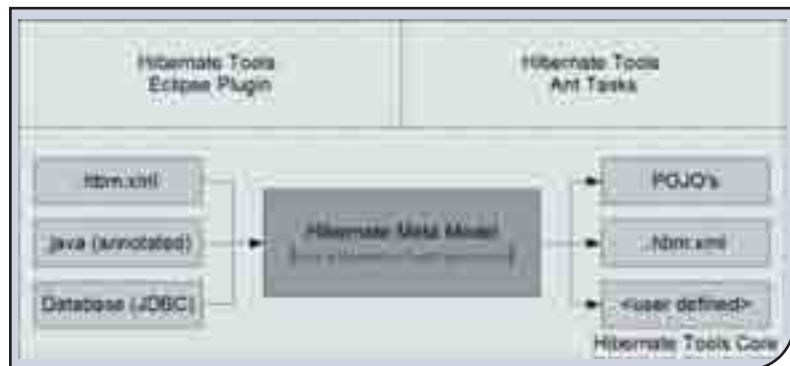 Hibernate Tools
Eclipse Plugin
Hibernate Tools
Ant Tasks
.hbm.xml
.java (annotated)
Database (JDBC)
Hibernate Meta Model
POJO's
.hbm.xml
<user defined>
Hibernate Tools Core